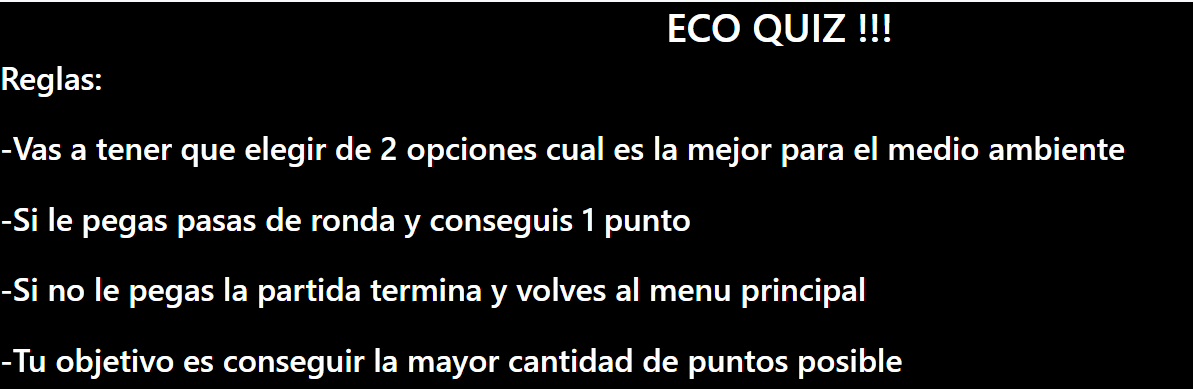 ECO QUIZ !!!
Reglas:
-Vas a tener que elegir de 2 opciones cual es la mejor para el medio ambiente
-Si le pegas pasas de ronda y conseguis 1 punto
-Si no le pegas la partida termina y volves al menu principal
-Tu objetivo es conseguir la mayor cantidad de puntos posible